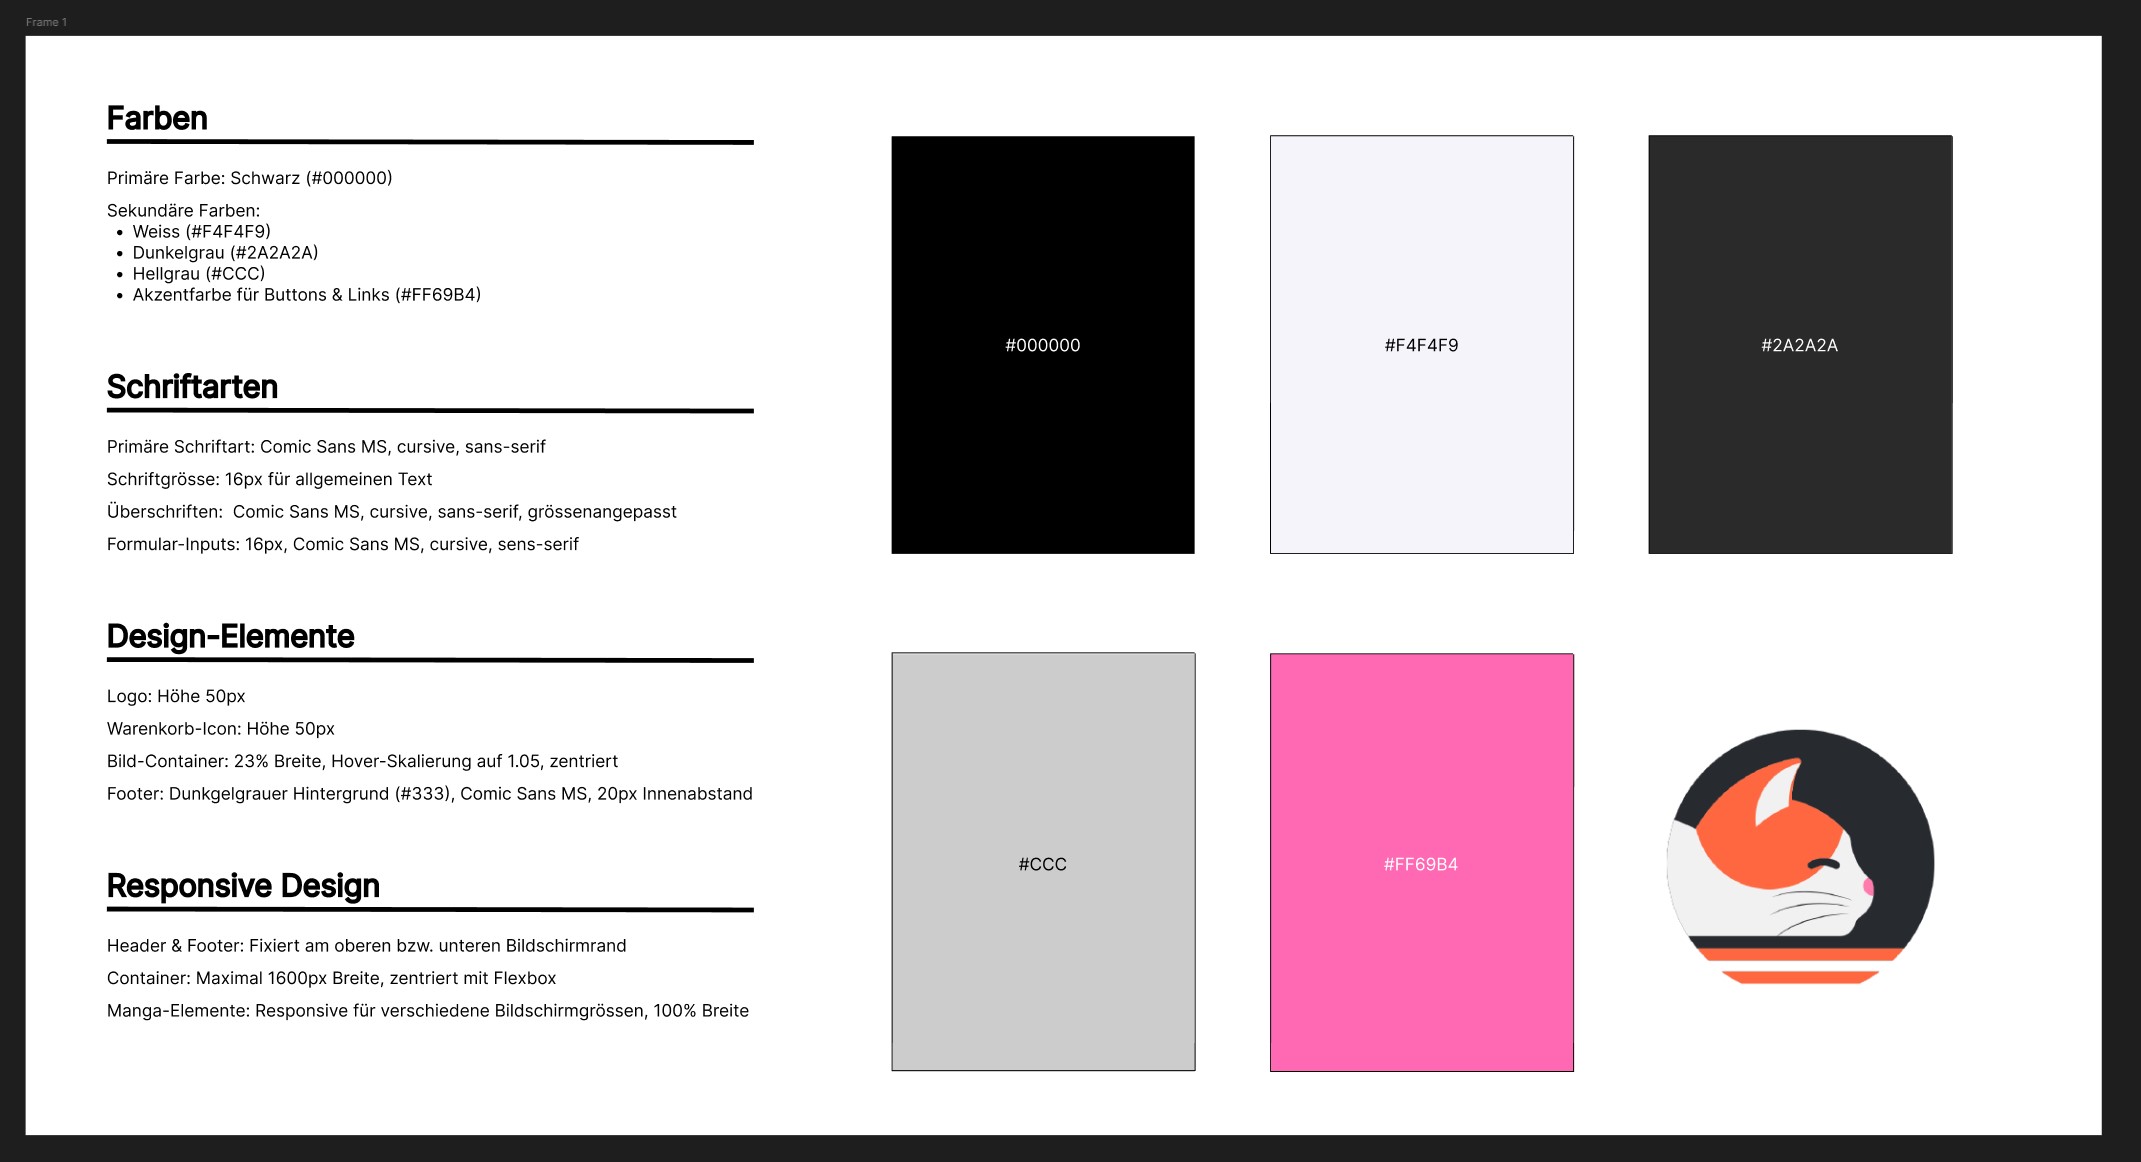 Frame 1
Farben
Primäre Farbe: Schwarz (#000000)
Sekundäre Farben:
• Weiss (#F4F4F9)
• Dunkelgrau (#2A2A2A)
• Hellgrau (#CCC)
• Akzentfarbe für Buttons & Links (#FF69B4)
Schriftarten
Primäre Schriftart: Comic Sans MS, cursive, sans-serif
Schriftgrösse: 16px für allgemeinen Text
Überschriften:  Comic Sans MS, cursive, sans-serif, grössenangepasst
Formular-Inputs: 16px, Comic Sans MS, cursive, sens-serif
Design-Elemente
Logo: Höhe 50px
Warenkorb-Icon: Höhe 50px
Bild-Container: 23% Breite, Hover-Skalierung auf 1.05, zentriert
Footer: Dunkgelgrauer Hintergrund (#333), Comic Sans MS, 20px Innenabstand
Responsive Design
Header & Footer: Fixiert am oberen bzw. unteren Bildschirmrand
Container: Maximal 1600px Breite, zentriert mit Flexbox
Manga-Elemente: Responsive für verschiedene Bildschirmgrössen, 100% Breite
#000000
#F4F4F9
#2A2A2A
#CCC
#FF69B4